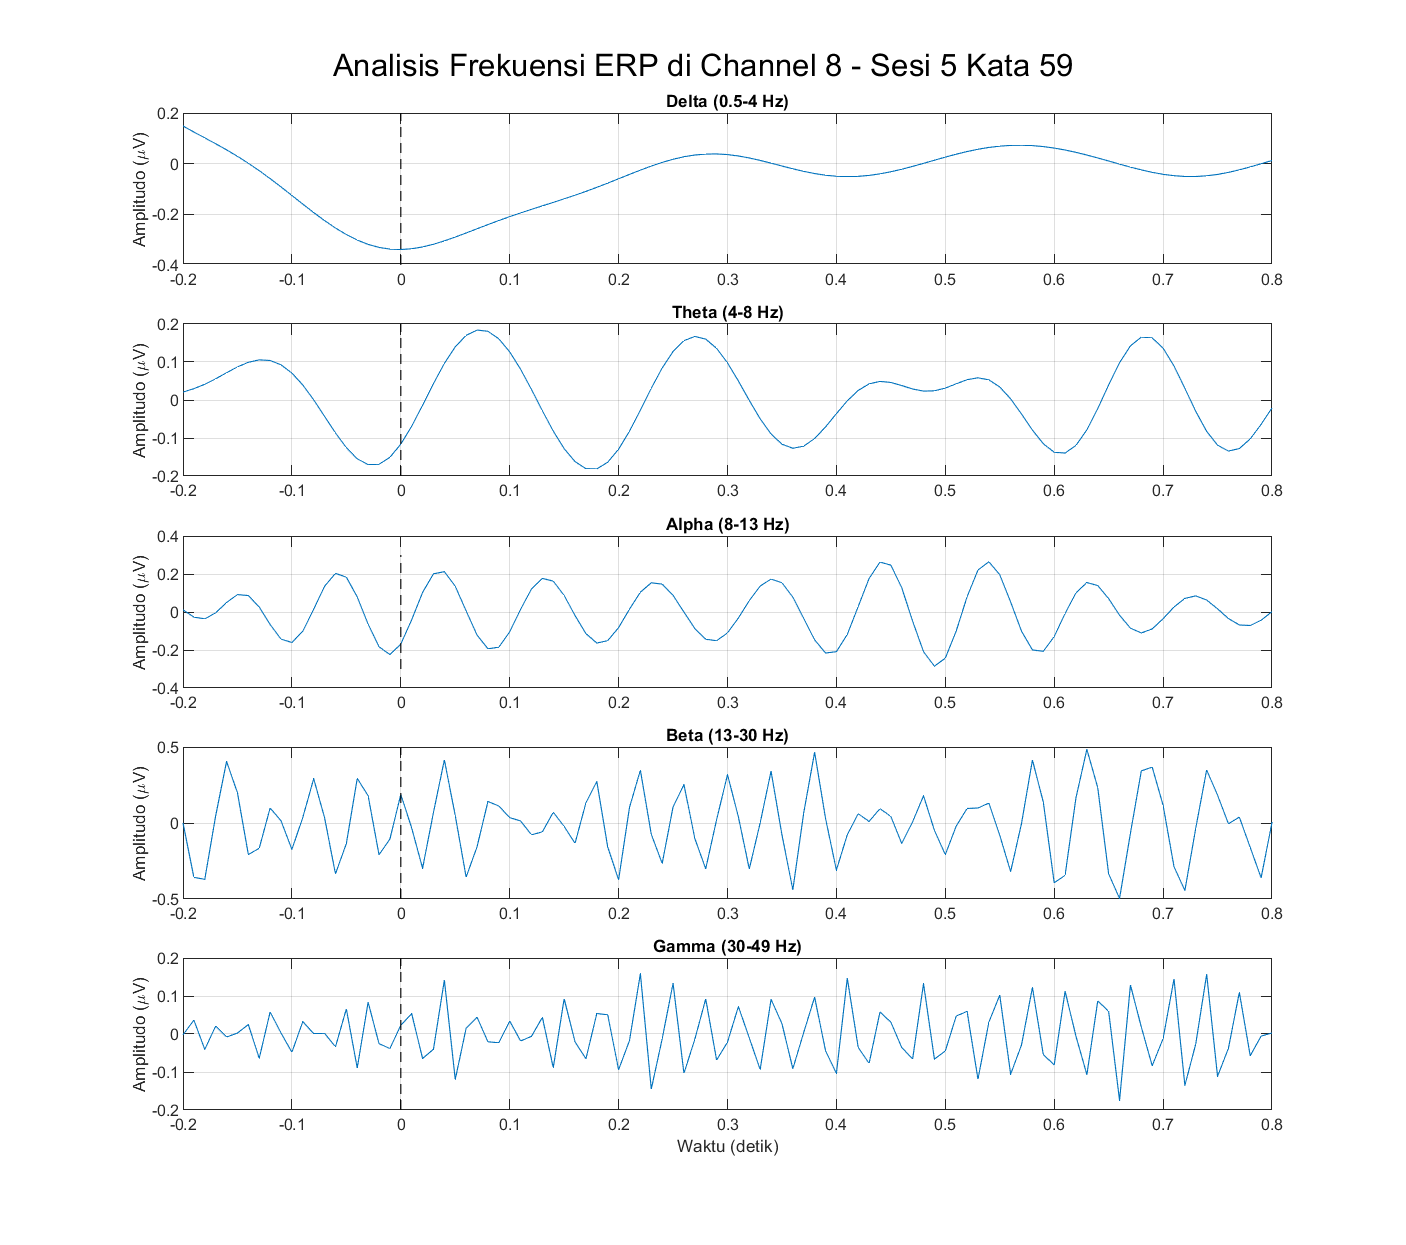 Analisis Frekuensi ERP di Channel 8 - Sesi 5 Kata 59
Delta (0.5-4 Hz)
Amplitudo (μV)
0.2
0
-0.2
-0.4
-0.2 -0.1 0 0.1 0.2 0.3 0.4 0.5 0.6 0.7 0.8
Theta (4-8 Hz)
Amplitudo (μV)
0.2
0.1
0
-0.1
-0.2
-0.2 -0.1 0 0.1 0.2 0.3 0.4 0.5 0.6 0.7 0.8
Alpha (8-13 Hz)
Amplitudo (μV)
0.4
0.2
0
-0.2
-0.4
-0.2 -0.1 0 0.1 0.2 0.3 0.4 0.5 0.6 0.7 0.8
Beta (13-30 Hz)
Amplitudo (μV)
0.5
0
-0.5
-0.2 -0.1 0 0.1 0.2 0.3 0.4 0.5 0.6 0.7 0.8
Gamma (30-49 Hz)
Amplitudo (μV)
0.2
0.1
0
-0.1
-0.2
-0.2 -0.1 0 0.1 0.2 0.3 0.4 0.5 0.6 0.7 0.8
Waktu (detik)